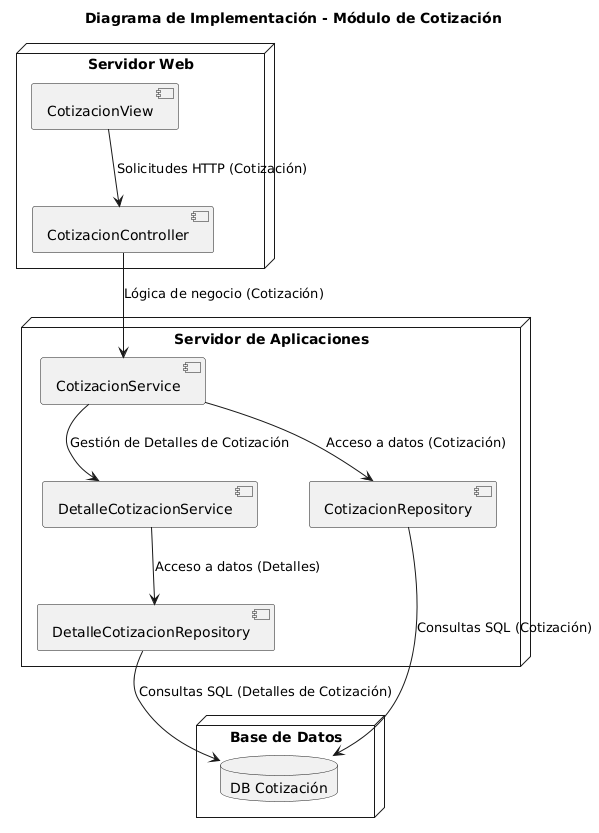 Diagrama de Implementación - Módulo de Cotización
Servidor Web
CotizacionView
Solicitudes HTTP (Cotización)
CotizacionController
Lógica de negocio (Cotización)
Servidor de Aplicaciones
CotizacionService
Gestión de Detalles de Cotización
Acceso a datos (Cotización)
DetalleCotizacionService
CotizacionRepository
Acceso a datos (Detalles)
DetalleCotizacionRepository
Consultas SQL (Cotización)
Consultas SQL (Detalles de Cotización)
Base de Datos
DB Cotización